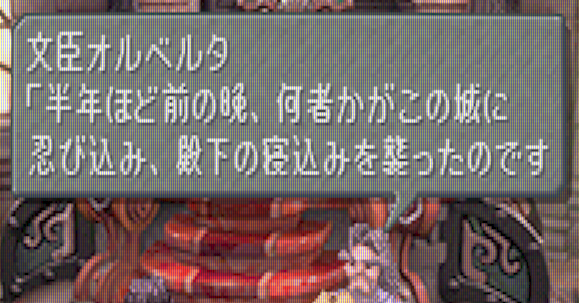 文臣オルベルタ
「半年ほど前の晩、何者かがこの城に
忍び込み、殿下の寝込みを襲ったのです